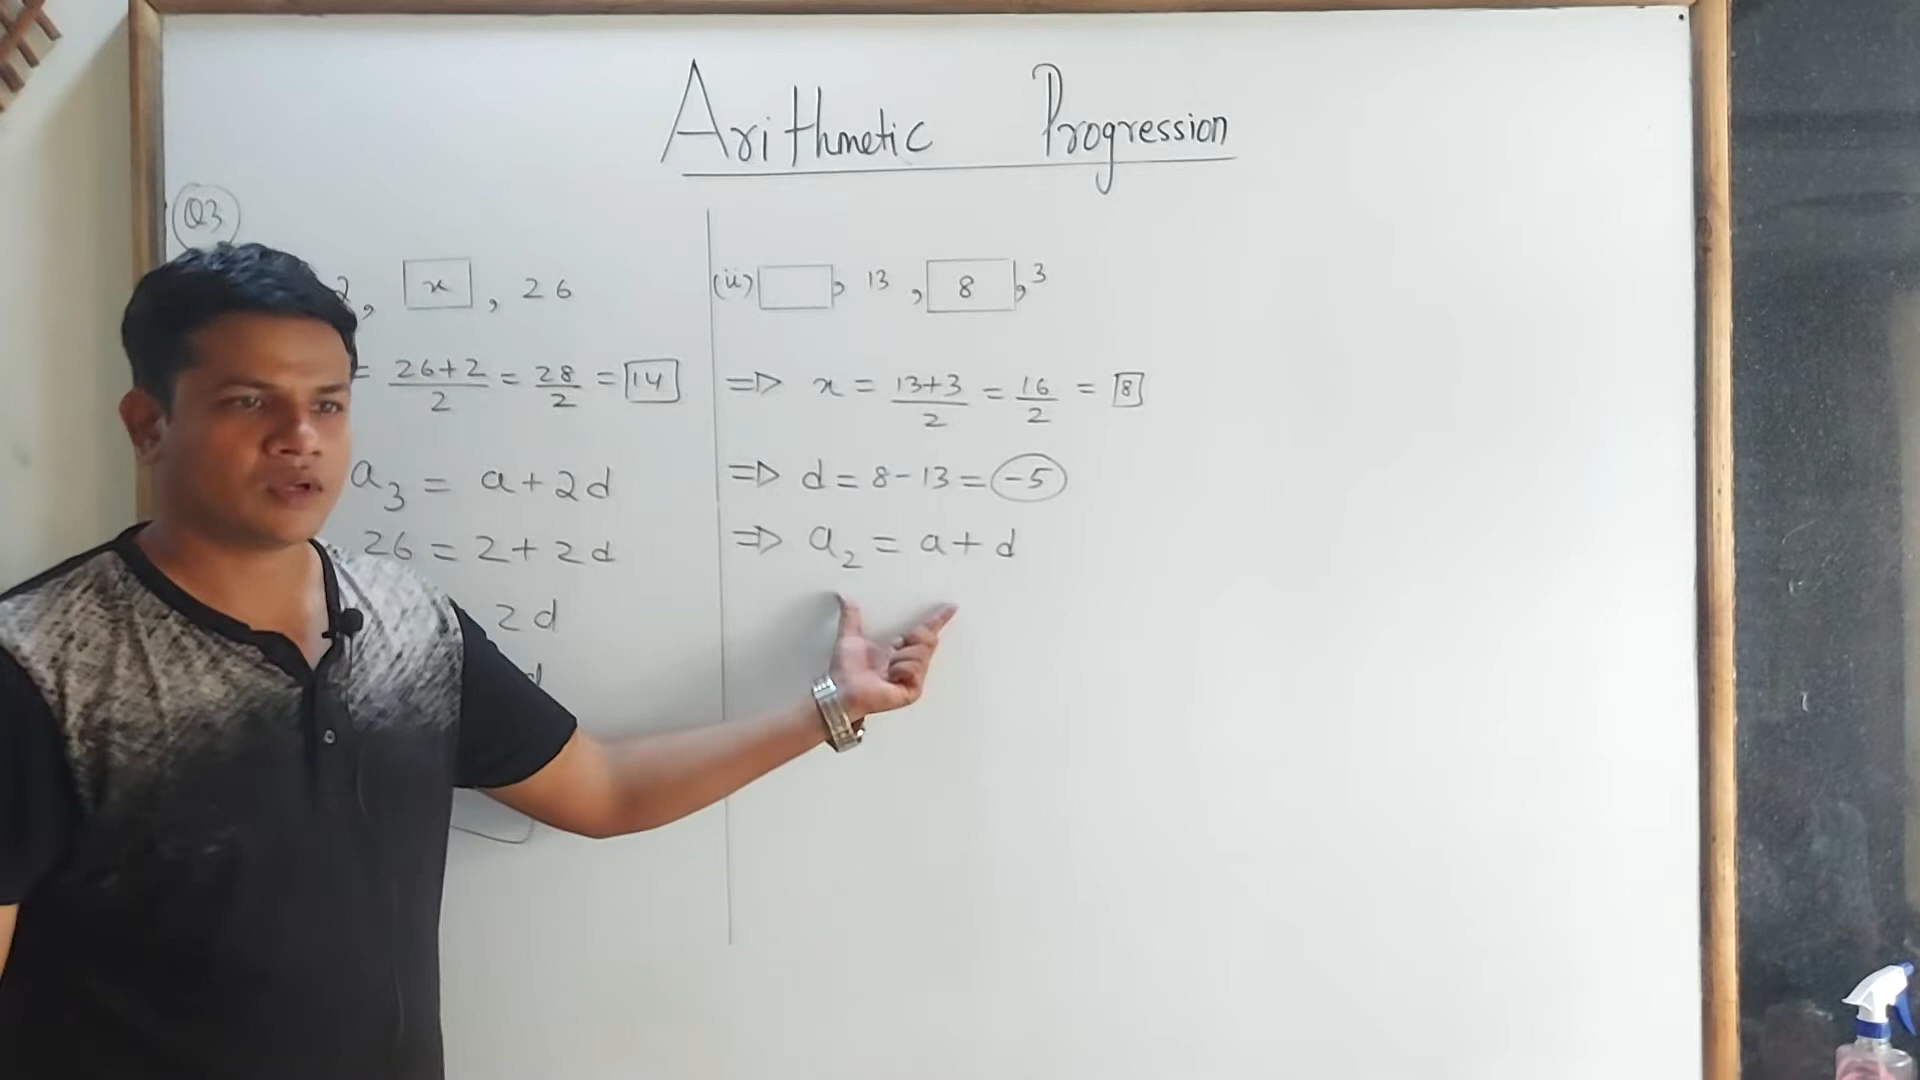 Arithmetic Progression
Q3
2, x, 26
= 26+2/2 = 28/2 = 14
a3 = a+2d
26 = 2+2d
2d
d
(ii) , 13, 8, 3
=> x = 13+3/2 = 16/2 = 8
=> d = 8-13 = -5
=> a2 = a+d